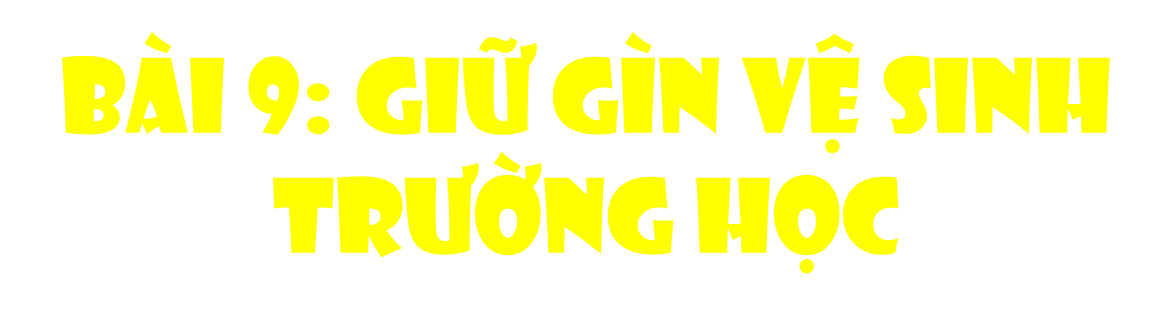 BÀI 9: GIỮ GÌN VỆ SINH
TRƯỜNG HỌC